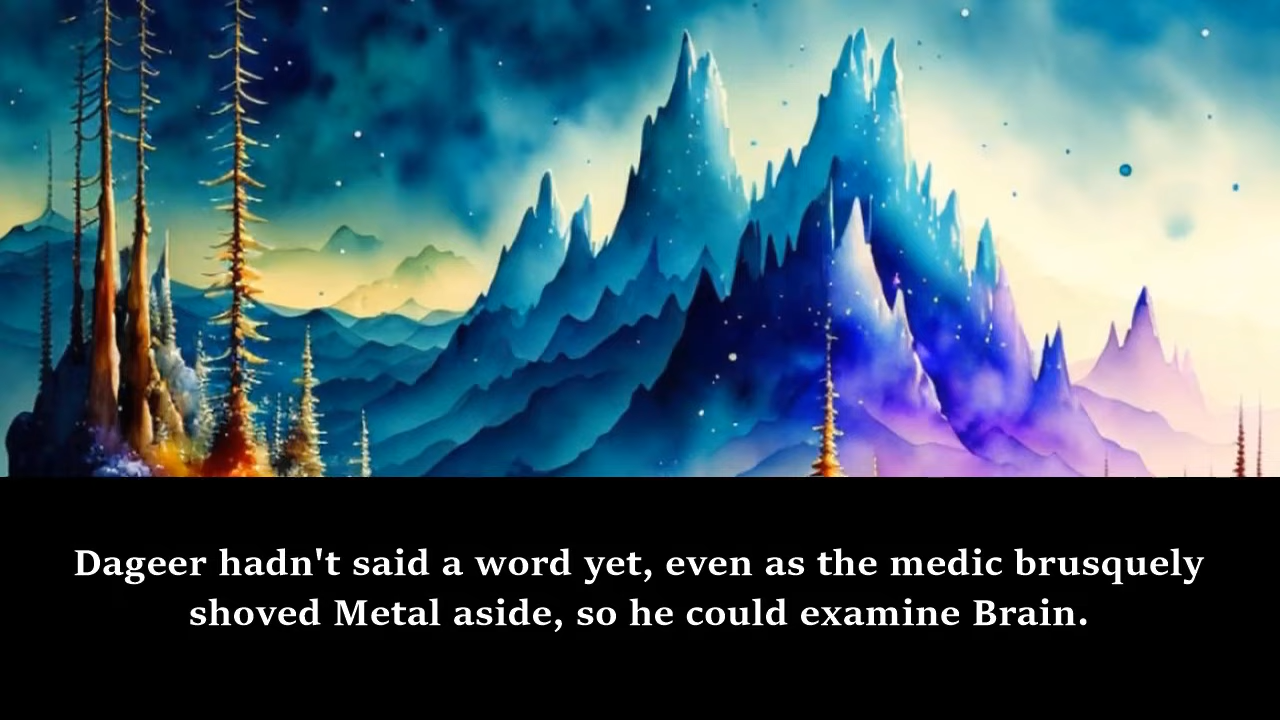 Dageer hadn't said a word yet, even as the medic brusquely
shoved Metal aside, so he could examine Brain.